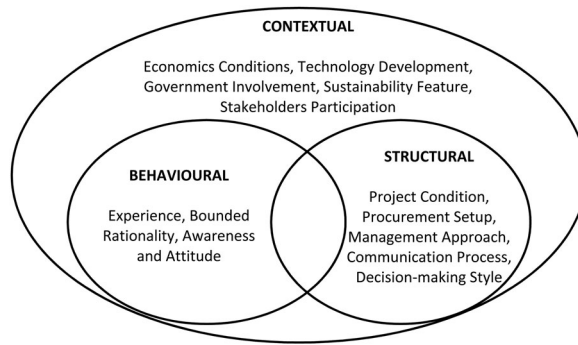 CONTEXTUAL
Economics Conditions, Technology Development,
Government Involvement, Sustainability Feature,
Stakeholders Participation
BEHAVIOURAL
Experience, Bounded
Rationality, Awareness
and Attitude
STRUCTURAL
Project Condition,
Procurement Setup,
Management Approach,
Communication Process,
Decision-making Style